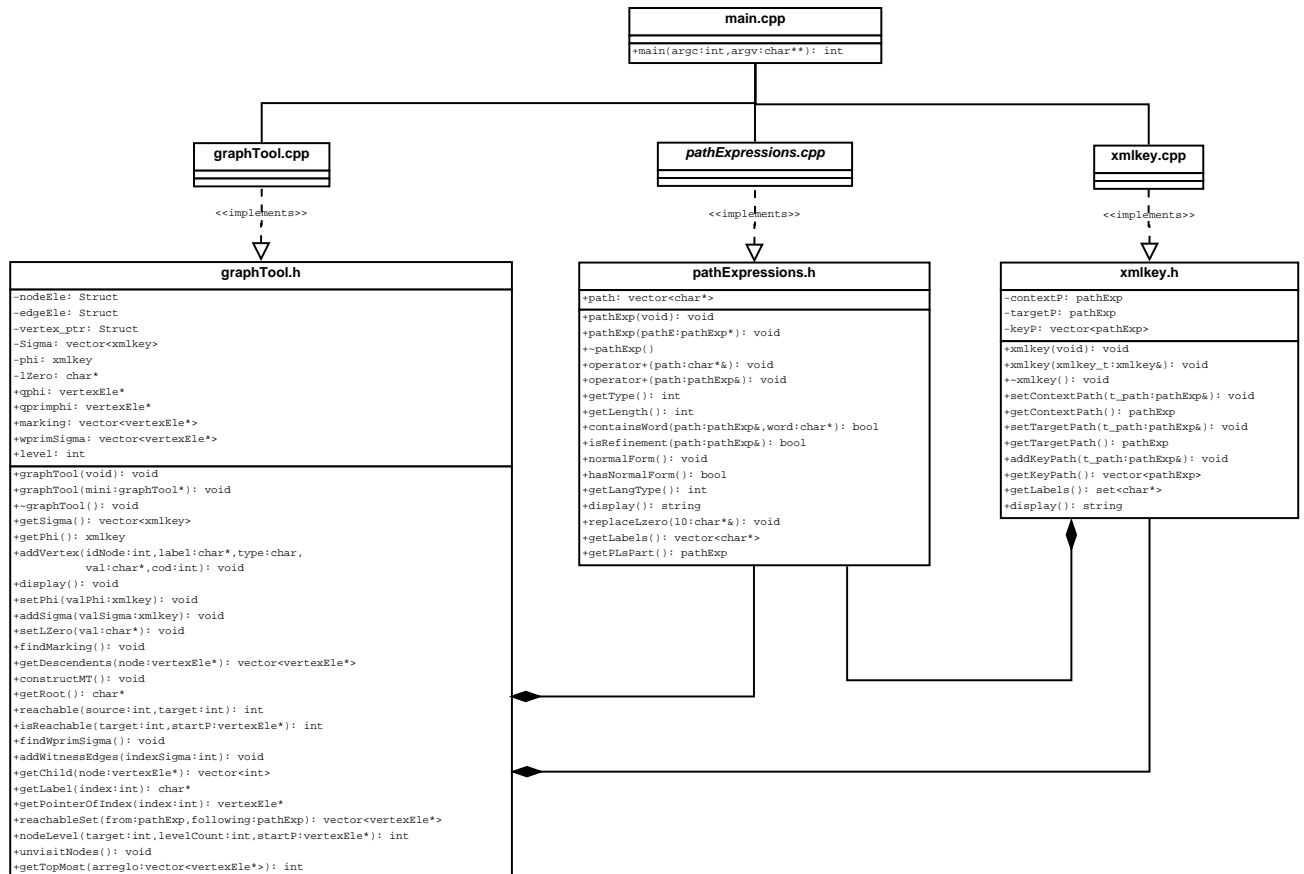 main.cpp
+main(argc:int,argv:char**): int
graphTool.cpp
pathExpressions.cpp
xmlkey.cpp
<<implements>>
<<implements>>
<<implements>>
graphTool.h
-nodeEle: Struct
-edgeEle: Struct
-vertex_ptr: Struct
-Sigma: vector<xmlkey>
-phi: xmlkey
-lZero: char*
+qphi: vertexEle*
+qprimphi: vertexEle*
+marking: vector<vertexEle*>
+wprimSigma: vector<vertexEle*>
+level: int
+graphTool(void): void
+graphTool(mini:graphTool*): void
+~graphTool(): void
+getSigma(): vector<xmlkey>
+getPhi(): xmlkey
+addVertex(idNode:int,label:char*,type:char,
val:char*,cod:int): void
+display(): void
+setPhi(valPhi:xmlkey): void
+addSigma(valSigma:xmlkey): void
+setLZero(val:char*): void
+findMarking(): void
+getDescendents(node:vertexEle*): vector<vertexEle*>
+constructMT(): void
+getRoot(): char*
+reachable(source:int,target:int): int
+isReachable(target:int,startP:vertexEle*): int
+findWprimSigma(): void
+addWitnessEdges(indexSigma:int): void
+getChild(node:vertexEle*): vector<int>
+getLabel(index:int): char*
+getPointerOfIndex(index:int): vertexEle*
+reachableSet(from:pathExp,following:pathExp): vector<vertexEle*>
+nodeLevel(target:int,levelCount:int,startP:vertexEle*): int
+unvisitNodes(): void
+getTopMost(arreglo:vector<vertexEle*>): int
pathExpressions.h
+path: vector<char*>
+pathExp(void): void
+pathExp(pathE:pathExp*): void
+~pathExp()
+operator+(path:char*&): void
+operator+(path:pathExp&): void
+getType(): int
+getLength(): int
+containsWord(path:pathExp&,word:char*): bool
+isRefinement(path:pathExp&): bool
+normalForm(): void
+hasNormalForm(): bool
+getLangType(): int
+display(): string
+replaceLzero(l0:char*&): void
+getLabels(): vector<char*>
+getPLsPart(): pathExp
xmlkey.h
-contextP: pathExp
-targetP: pathExp
-keyP: vector<pathExp>
+xmlkey(void): void
+xmlkey(xmlkey_t:xmlkey&): void
+~xmlkey(): void
+setContextPath(t_path:pathExp&): void
+getContextPath(): pathExp
+setTargetPath(t_path:pathExp&): void
+getTargetPath(): pathExp
+addKeyPath(t_path:pathExp&): void
+getKeyPath(): vector<pathExp>
+getLabels(): set<char*>
+display(): string